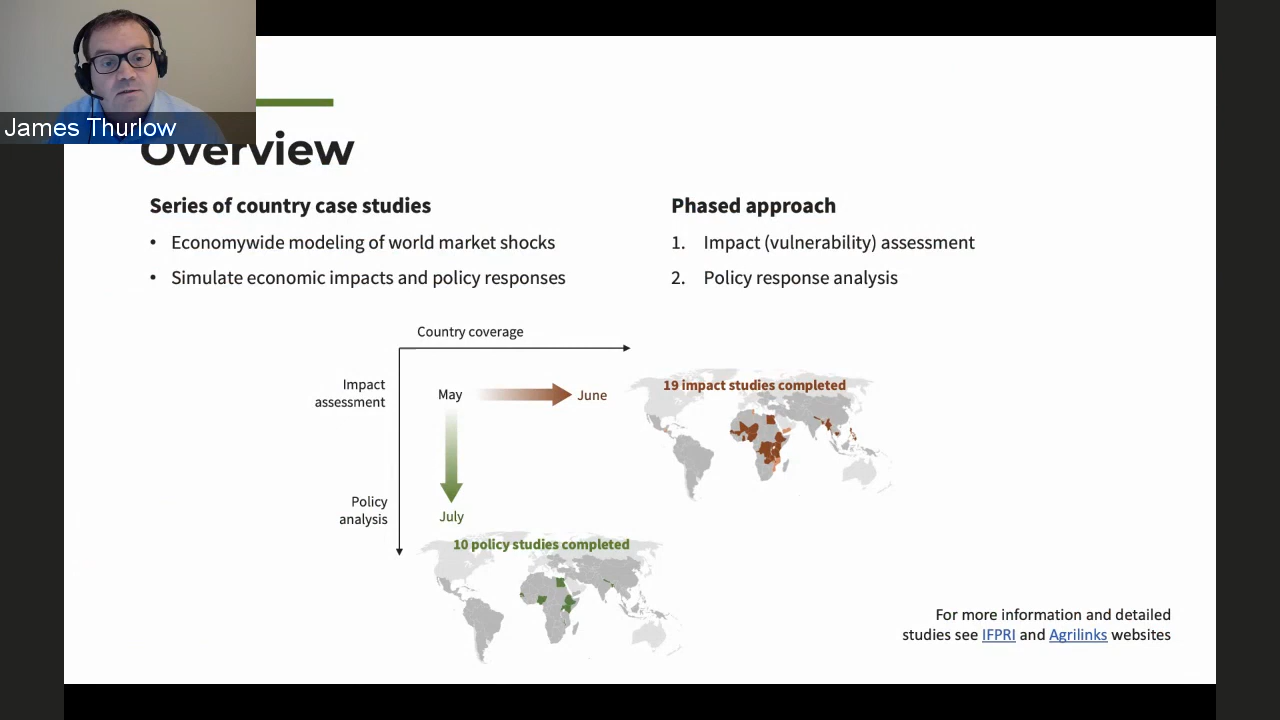 James Thurlow
Overview
Series of country case studies
• Economywide modeling of world market shocks
• Simulate economic impacts and policy responses
Phased approach
1. Impact (vulnerability) assessment
2. Policy response analysis
Country coverage
Impact
assessment
May
June
19 impact studies completed
Policy
analysis
July
10 policy studies completed
For more information and detailed
studies see IFPRI and Agrilinks websites